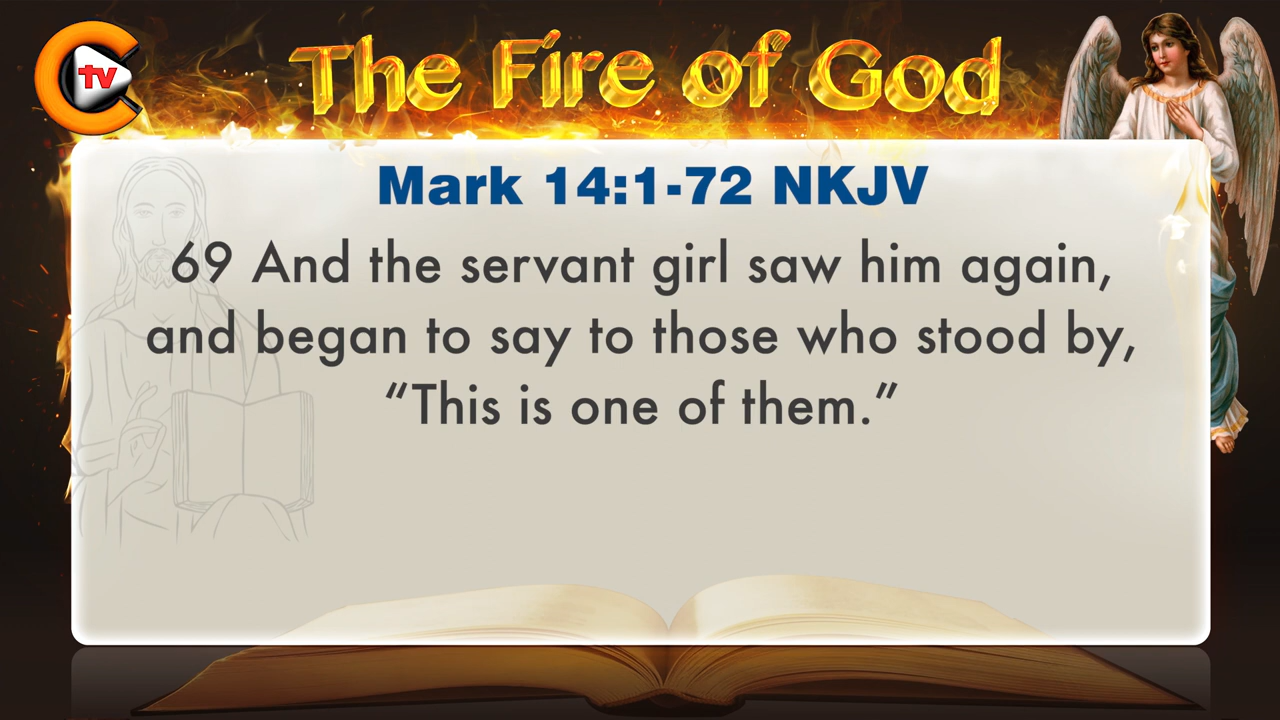 tv
The Fire of God
Mark 14:1-72 NKJV
69 And the servant girl saw him again,
and began to say to those who stood by,
“This is one of them.”